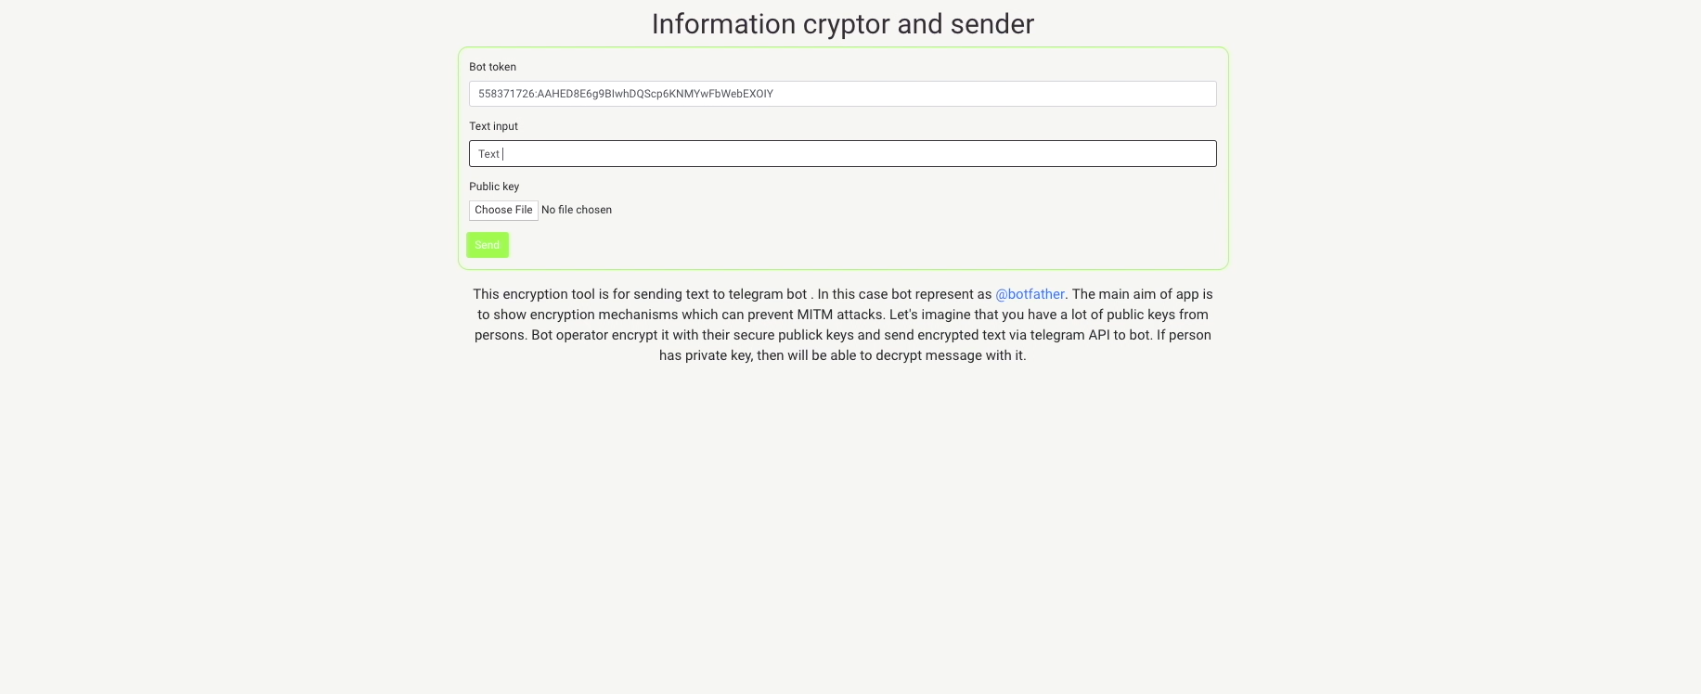 Information cryptor and sender
Bot token
558371726:AAHED8E6g9BIwhDQScp6KNMYwFbWebEXOIY
Text input
Text
Public key
Choose File No file chosen
Send
This encryption tool is for sending text to telegram bot . In this case bot represent as @botfather. The main aim of app is
to show encryption mechanisms which can prevent MITM attacks. Let's imagine that you have a lot of public keys from
persons. Bot operator encrypt it with their secure publick keys and send encrypted text via telegram API to bot. If person
has private key, then will be able to decrypt message with it.